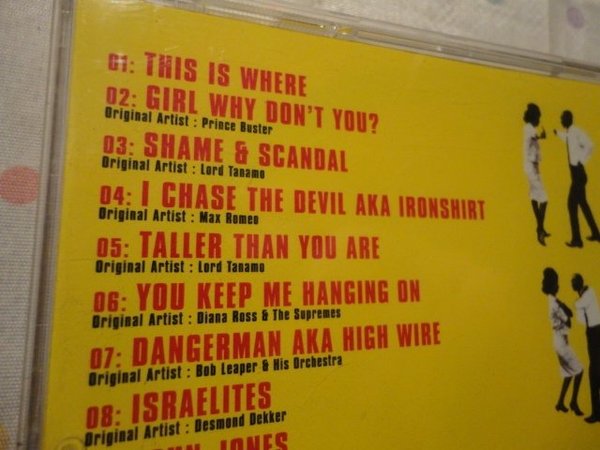 01: THIS IS WHERE
02: GIRL WHY DON'T YOU?
Original Artist : Prince Buster
03: SHAME & SCANDAL
Original Artist : Lord Tanamo
04: I CHASE THE DEVIL AKA IRONSHIRT
Original Artist : Max Romeo
05: TALLER THAN YOU ARE
Original Artist : Lord Tanamo
06: YOU KEEP ME HANGING ON
Original Artist : Diana Ross & The Supremes
07: DANGERMAN AKA HIGH WIRE
Original Artist : Bob Leaper & His Orchestra
08: ISRAELITES
Original Artist : Desmond Dekker
JONES